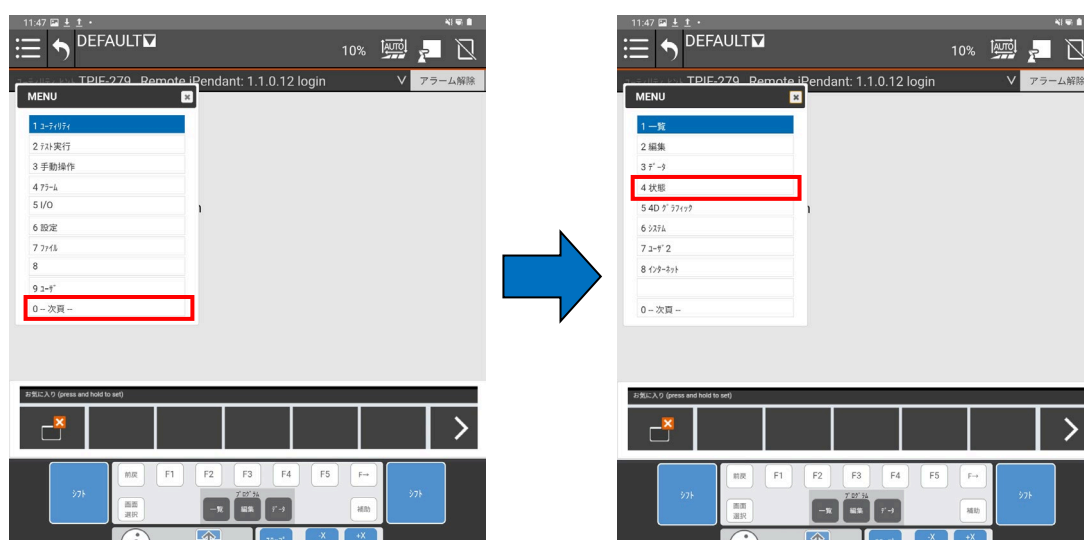 11:47
DEFAULT
10%
AUTO
TPIF-279 Remote iPendant: 1.1.0.12 login
アラーム解除
MENU
1 ﾕｰﾃｨﾘﾃｨ
2 ﾃｽﾄ実行
3 手動操作
4 ｱﾗｰﾑ
5 I/O
6 設定
7 ﾌｧｲﾙ
8
9 ﾕｰｻﾞ
0 -- 次頁 --
お気に入り (press and hold to set)
前戻 F1 F2 F3 F4 F5 F→
ｼﾌﾄ
ﾌﾟﾛｸﾞﾗﾑ
ｼﾌﾄ
画面選択
一覧 編集 ﾃﾞｰﾀ
補助
-X +X
11:47
DEFAULT
10%
AUTO
TPIF-279 Remote iPendant: 1.1.0.12 login
アラーム解除
MENU
1 一覧
2 編集
3 ﾃﾞｰﾀ
4 状態
5 4D ｸﾞﾗﾌｨｯｸ
6 ｼｽﾃﾑ
7 ﾕｰｻﾞ 2
8 ｲﾝﾀｰﾈｯﾄ
0 -- 次頁 --
お気に入り (press and hold to set)
前戻 F1 F2 F3 F4 F5 F→
ｼﾌﾄ
ﾌﾟﾛｸﾞﾗﾑ
ｼﾌﾄ
画面選択
一覧 編集 ﾃﾞｰﾀ
補助
-X +X